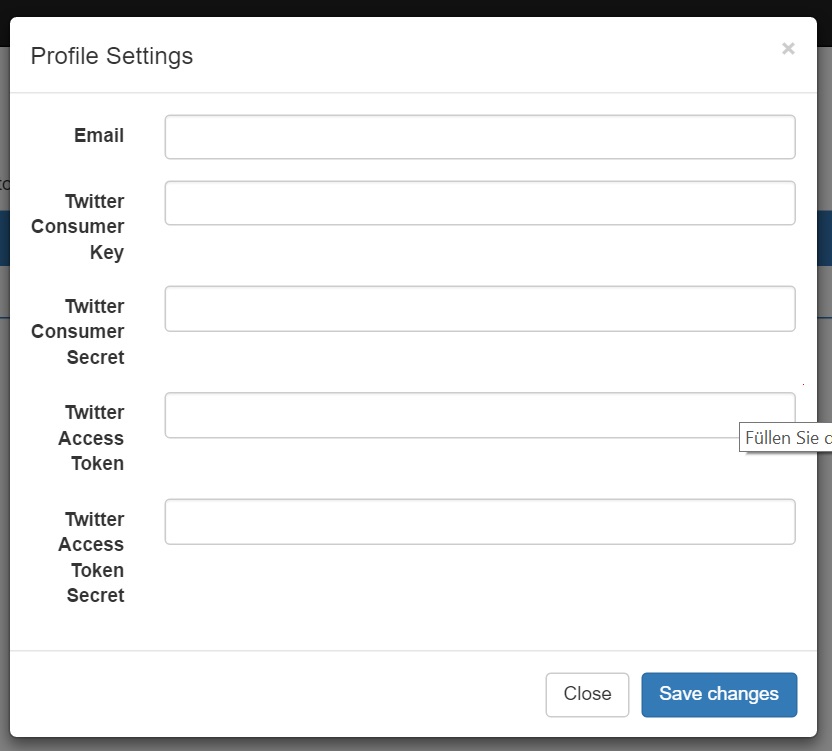 Profile Settings
×
Email
Twitter
Consumer
Key
Twitter
Consumer
Secret
Twitter
Access
Token
Füllen Sie
Twitter
Access
Token
Secret
Close
Save changes